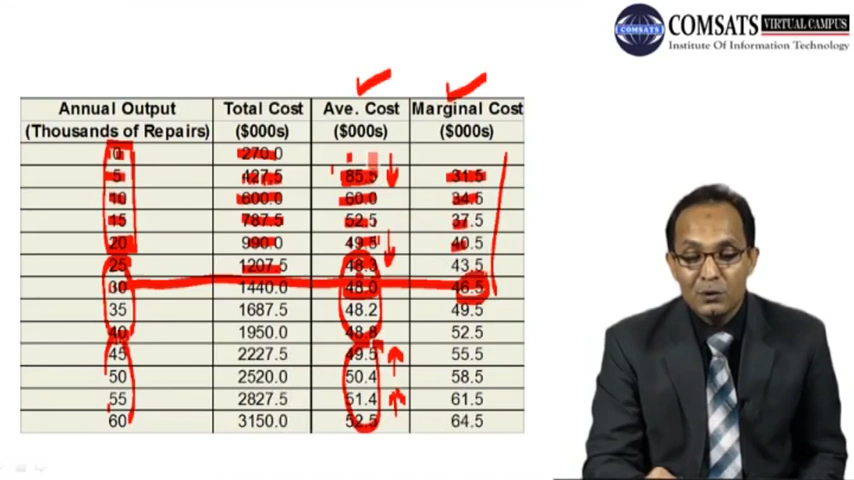 COMSATS VIRTUAL CAMPUS
Institute Of Information Technology
Annual Output Total Cost Ave. Cost Marginal Cost
(Thousands of Repairs) ($000s) ($000s) ($000s)
0 270.0
5 427.5 85.5 31.5
10 600.0 60.0 34.5
15 787.5 52.5 37.5
20 990.0 49.5 40.5
25 1207.5 48.3 43.5
30 1440.0 48.0 46.5
35 1687.5 48.2 49.5
40 1950.0 48.8 52.5
45 2227.5 49.5 55.5
50 2520.0 50.4 58.5
55 2827.5 51.4 61.5
60 3150.0 52.5 64.5